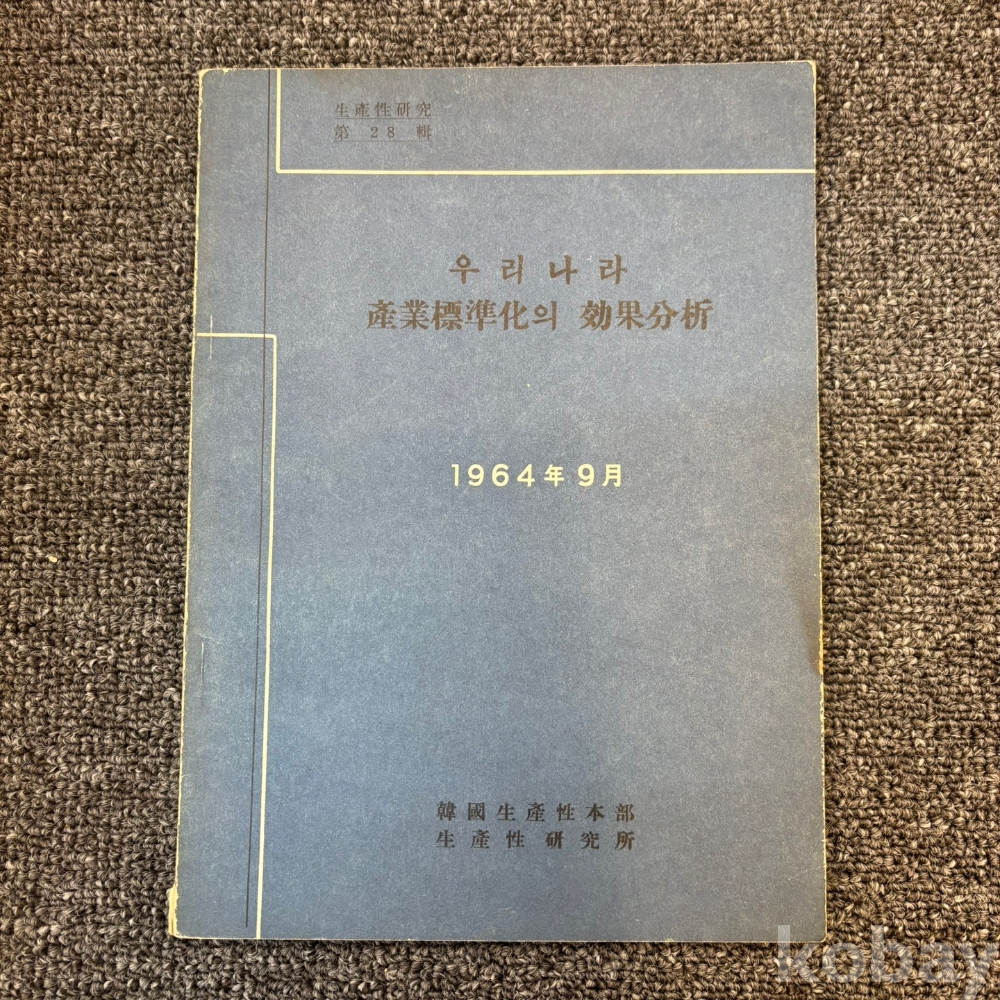 生產性硏究
第 28 輯
우리나라
產業標準化의 効果分析
1964年 9月
韓國生產性本部
生產性硏究所
kobay